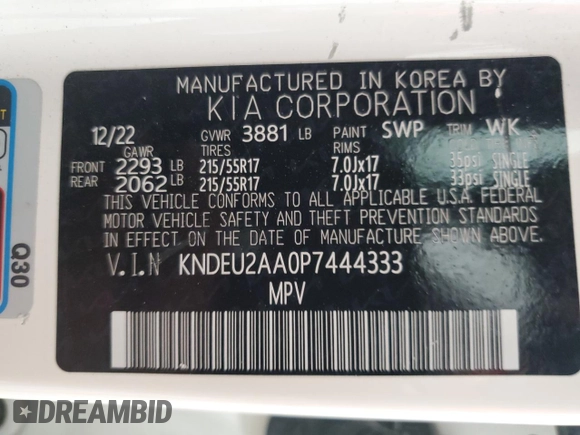 MANUFACTURED IN KOREA BY
KIA CORPORATION
12/22 GVWR 3881 LB PAINT SWP TRIM WK
GAWR TIRES RIMS
FRONT 2293 LB 215/55R17 7.0Jx17 35psi SINGLE
REAR 2062 LB 215/55R17 7.0Jx17 33psi SINGLE
THIS VEHICLE CONFORMS TO ALL APPLICABLE U.S.A. FEDERAL
MOTOR VEHICLE SAFETY AND THEFT PREVENTION STANDARDS
IN EFFECT ON THE DATE OF MANUFACTURE SHOWN ABOVE.
V.I.N KNDEU2AA0P7444333
MPV
Q30
DREAMBID